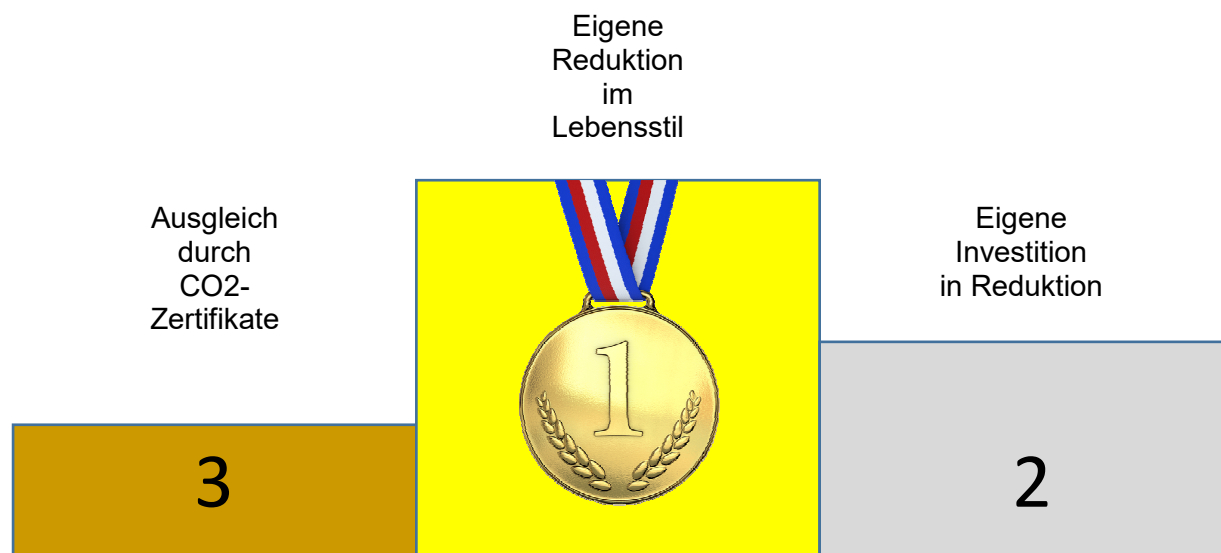 Eigene
Reduktion
im
Lebensstil
Ausgleich
durch
CO2-
Zertifikate
Eigene
Investition
in Reduktion
3
1
2